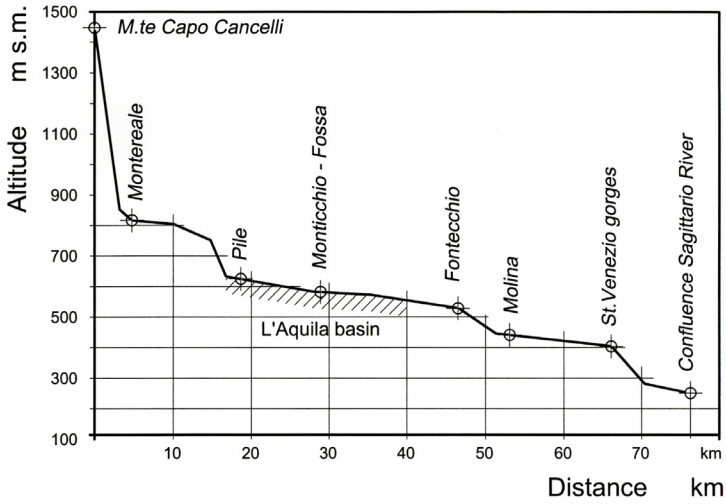 1500
1300
1100
900
700
500
300
100
Altitude m s.m.
M.te Capo Cancelli
Montereale
Pile
Monticchio - Fossa
Fontecchio
Molina
St.Venezio gorges
Confluence Sagittario River
L'Aquila basin
10 20 30 40 50 60 70 km
Distance km